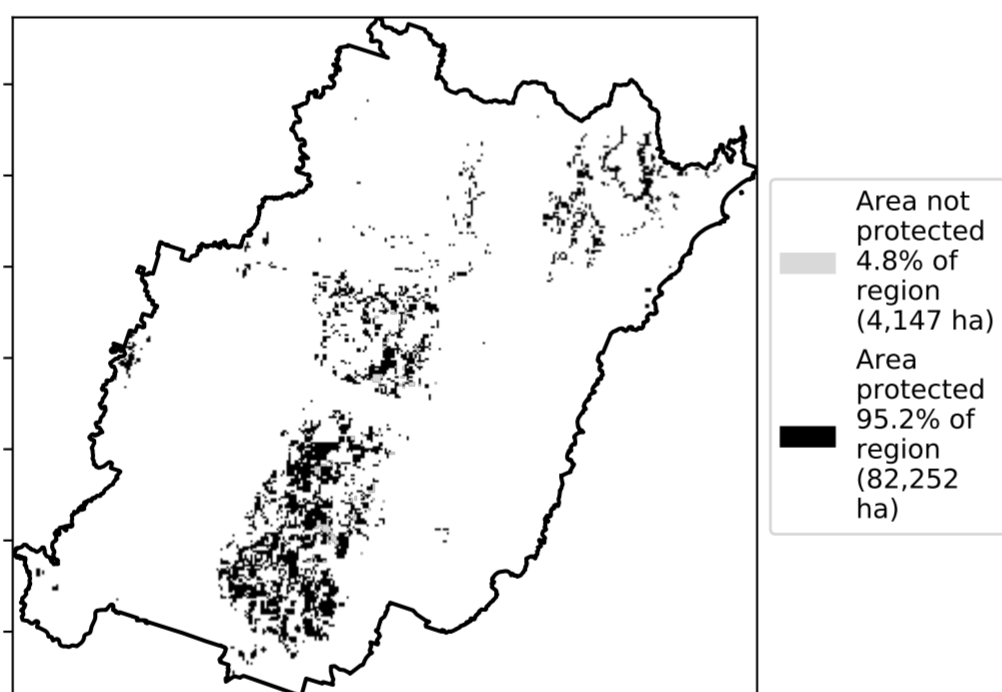 Area not
protected
4.8% of
region
(4,147 ha)
Area
protected
95.2% of
region
(82,252
ha)